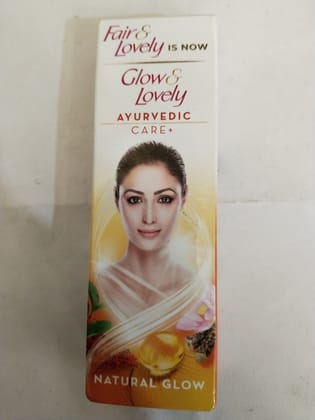 Fair & Lovely IS NOW
Glow & Lovely
AYURVEDIC
CARE+
NATURAL GLOW